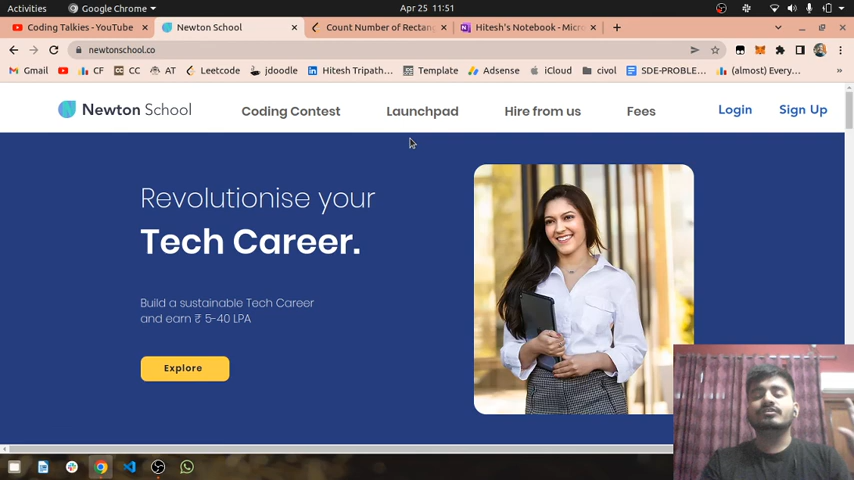 Activities
Google Chrome
Apr 25 11:51
Coding Talkies - YouTube
Newton School
Count Number of Rectang
Hitesh's Notebook - Micro
newtonschool.co
Gmail
CF
CC
AT
Leetcode
jdoodle
Hitesh Tripath...
Template
Adsense
iCloud
civol
SDE-PROBLE...
(almost) Every...
Newton School
Coding Contest
Launchpad
Hire from us
Fees
Login
Sign Up
Revolutionise your
Tech Career.
Build a sustainable Tech Career
and earn ₹ 5-40 LPA
Explore